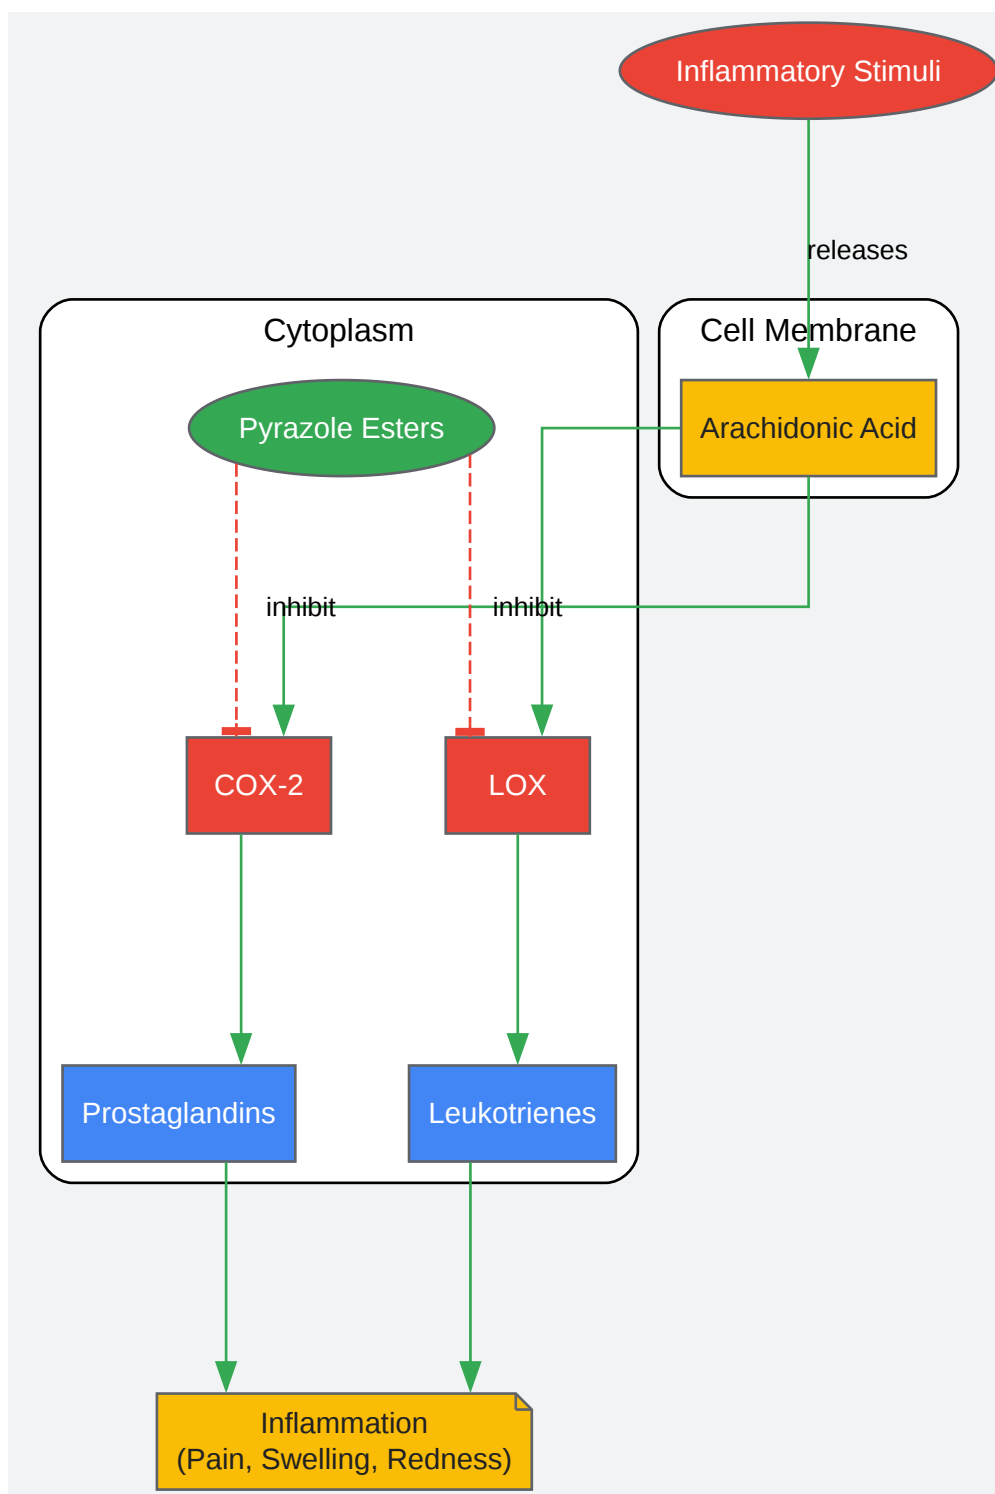 Inflammatory Stimuli
releases
Cytoplasm
Cell Membrane
Pyrazole Esters
Arachidonic Acid
inhibit
inhibit
COX-2
LOX
Prostaglandins
Leukotrienes
Inflammation
(Pain, Swelling, Redness)